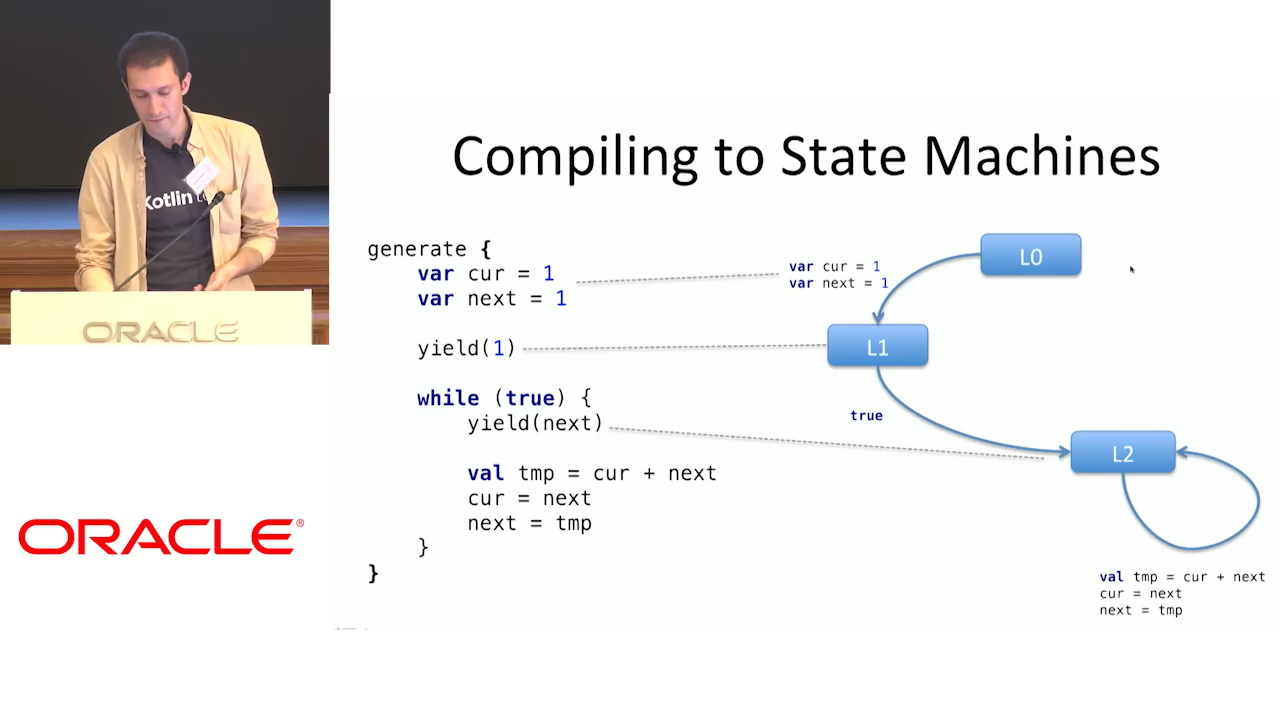 Compiling to State Machines
generate {
var cur = 1
var next = 1
yield(1)
while (true) {
yield(next)
val tmp = cur + next
cur = next
next = tmp
}
}
var cur = 1
var next = 1
L0
L1
true
L2
val tmp = cur + next
cur = next
next = tmp
Kotlin
ORACLE
ORACLE®